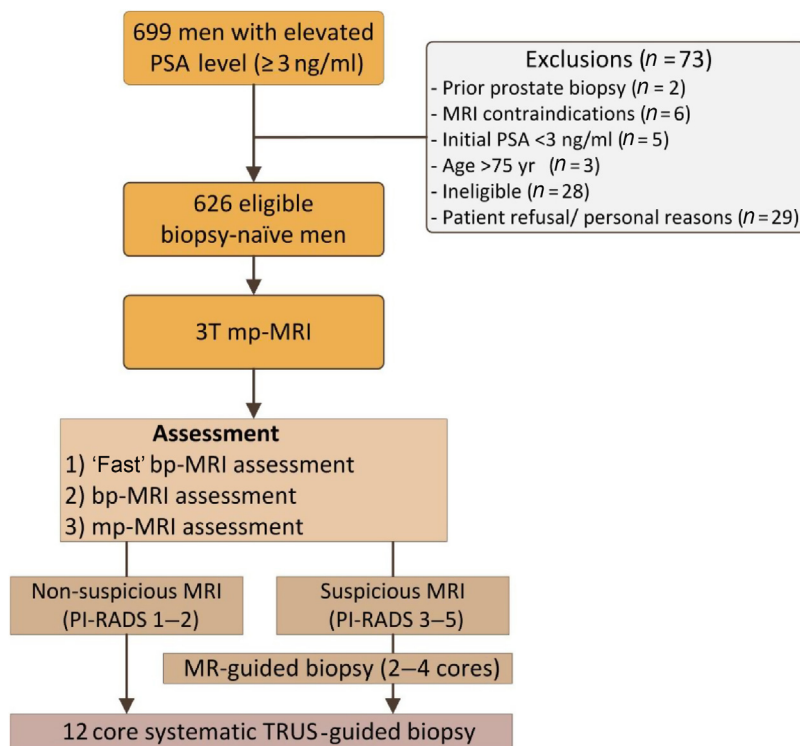 699 men with elevated
PSA level (≥ 3 ng/ml)
Exclusions (n = 73)
- Prior prostate biopsy (n = 2)
- MRI contraindications (n = 6)
- Initial PSA <3 ng/ml (n = 5)
- Age >75 yr (n = 3)
- Ineligible (n = 28)
- Patient refusal/ personal reasons (n = 29)
626 eligible
biopsy-naïve men
3T mp-MRI
Assessment
1) ‘Fast’ bp-MRI assessment
2) bp-MRI assessment
3) mp-MRI assessment
Non-suspicious MRI
(PI-RADS 1–2)
Suspicious MRI
(PI-RADS 3–5)
MR-guided biopsy (2–4 cores)
12 core systematic TRUS-guided biopsy